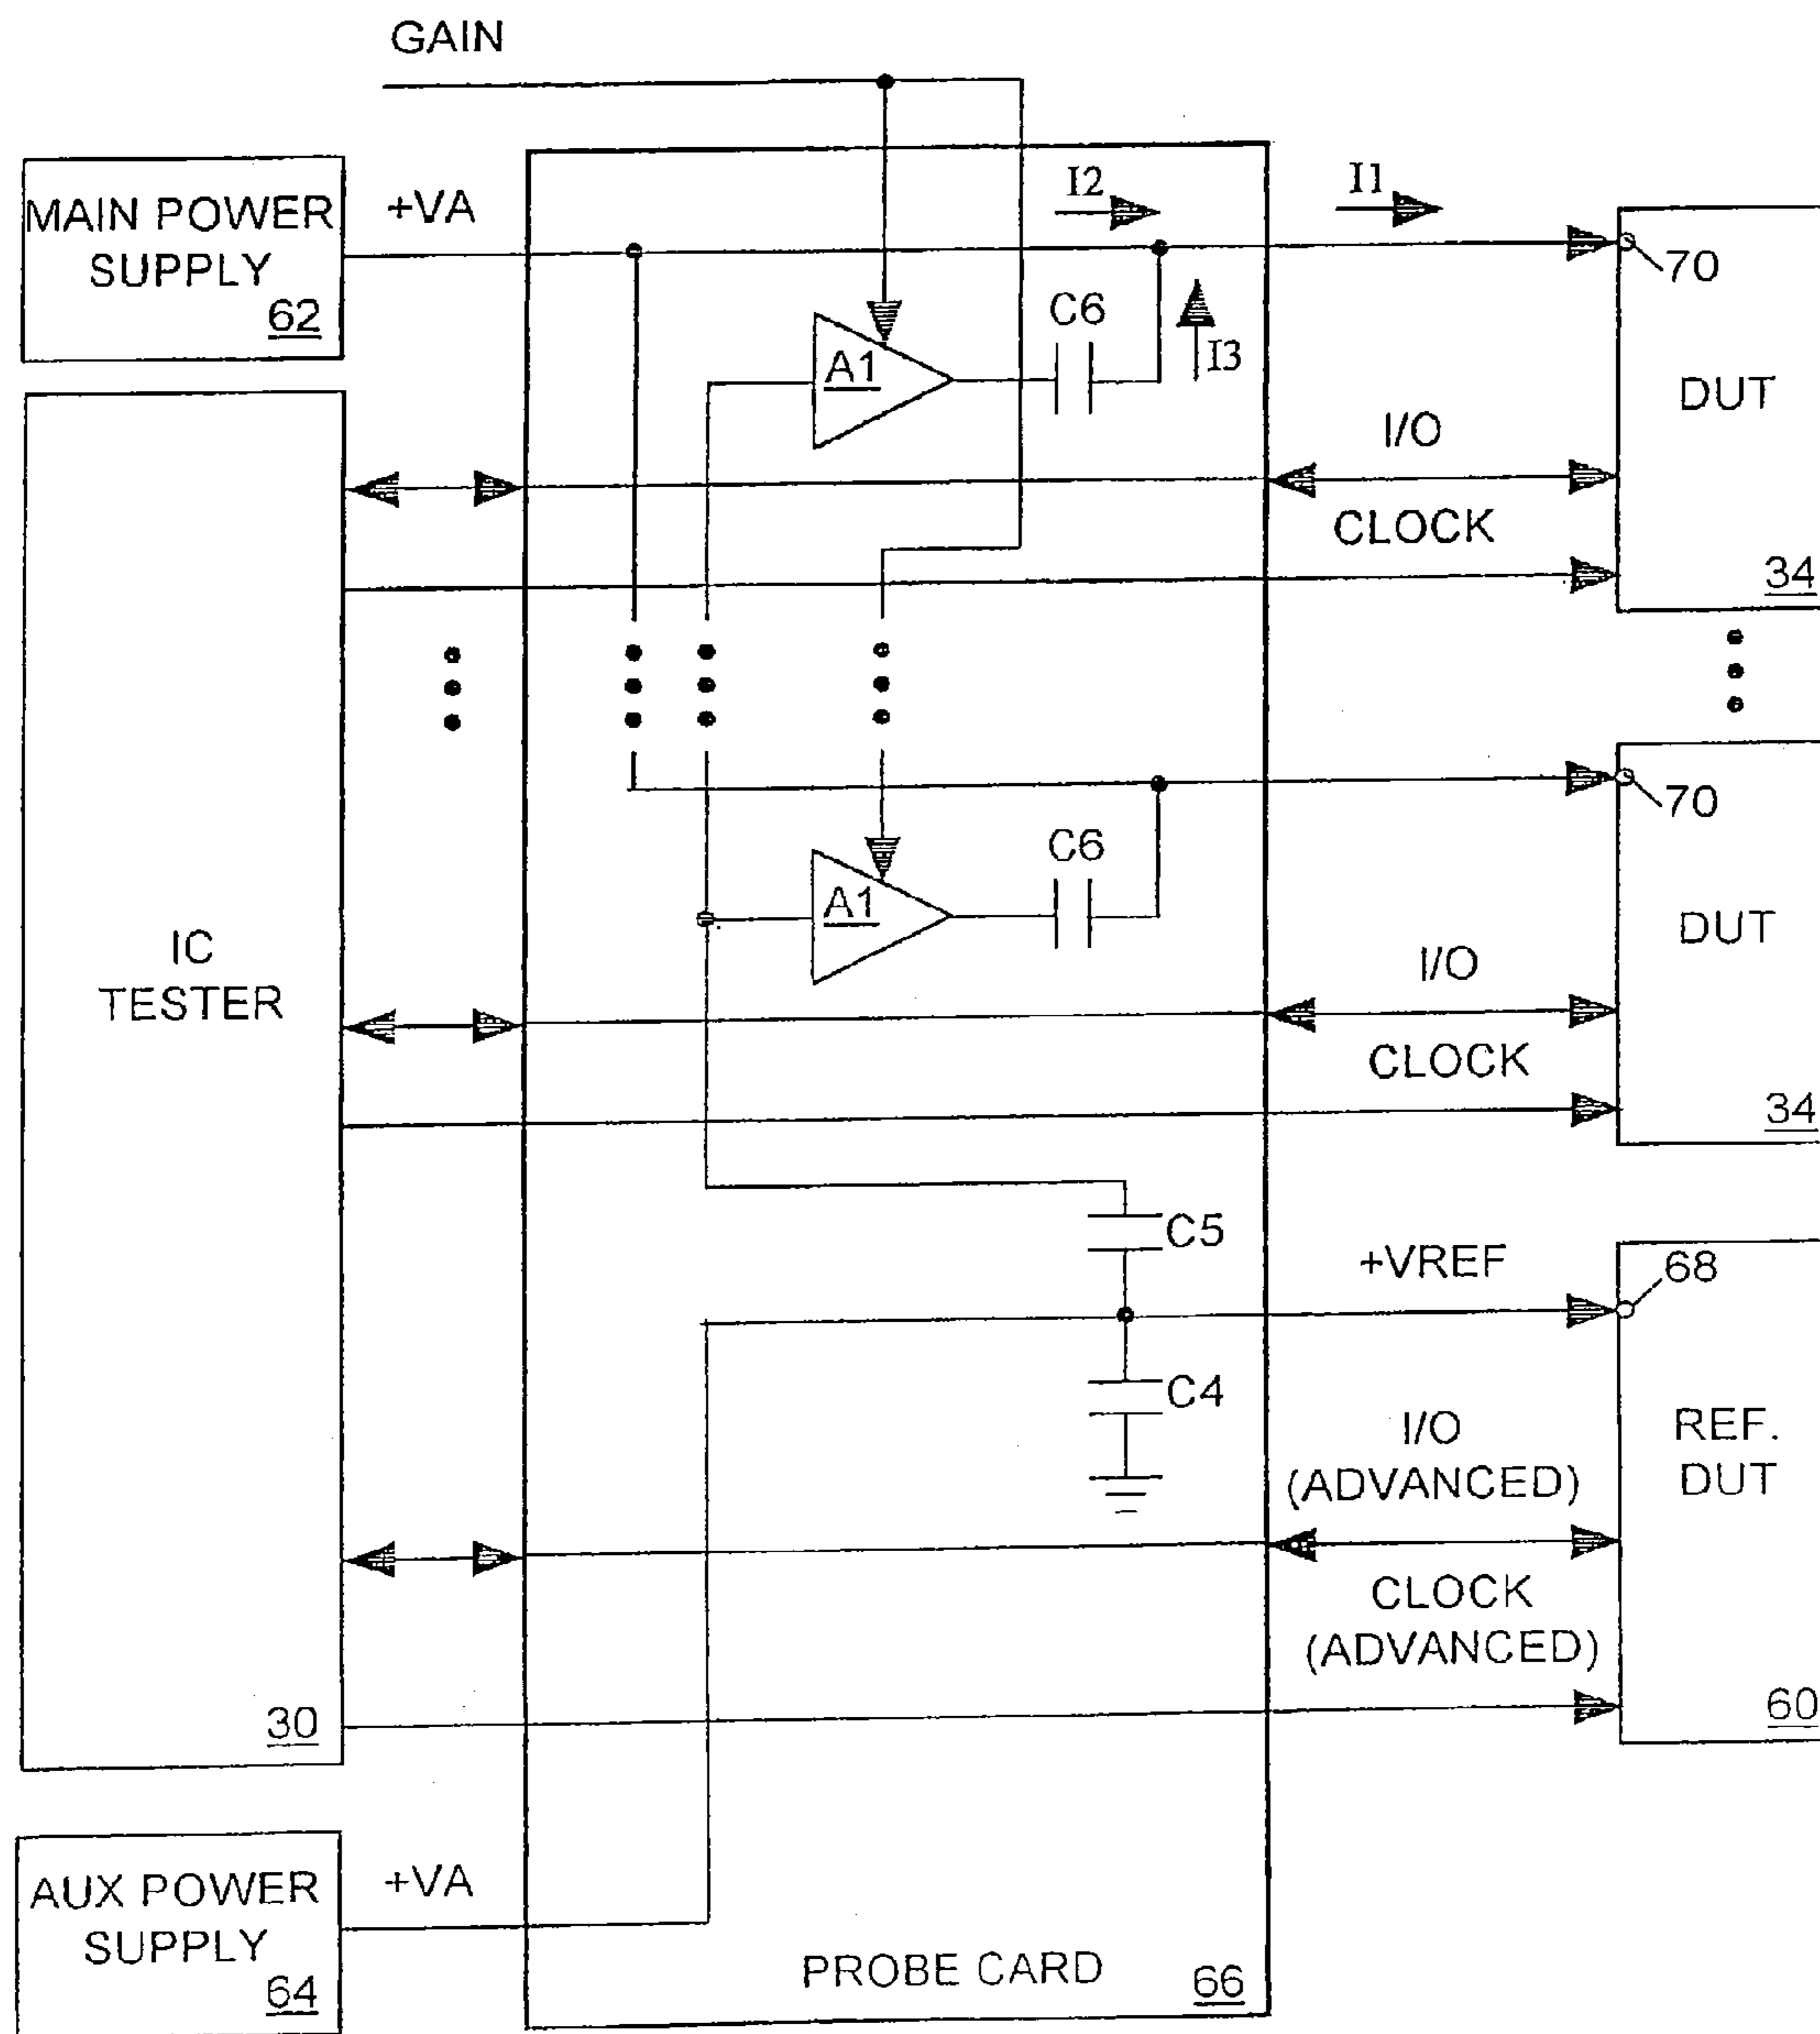 GAIN
MAIN POWER
SUPPLY
62
+VA
I2
I1
70
C6
I3
A1
DUT
I/O
CLOCK
34
70
C6
A1
DUT
IC
TESTER
I/O
CLOCK
34
C5
+VREF
68
C4
REF.
DUT
I/O
(ADVANCED)
CLOCK
(ADVANCED)
30
60
AUX POWER
SUPPLY
64
+VA
PROBE CARD
66